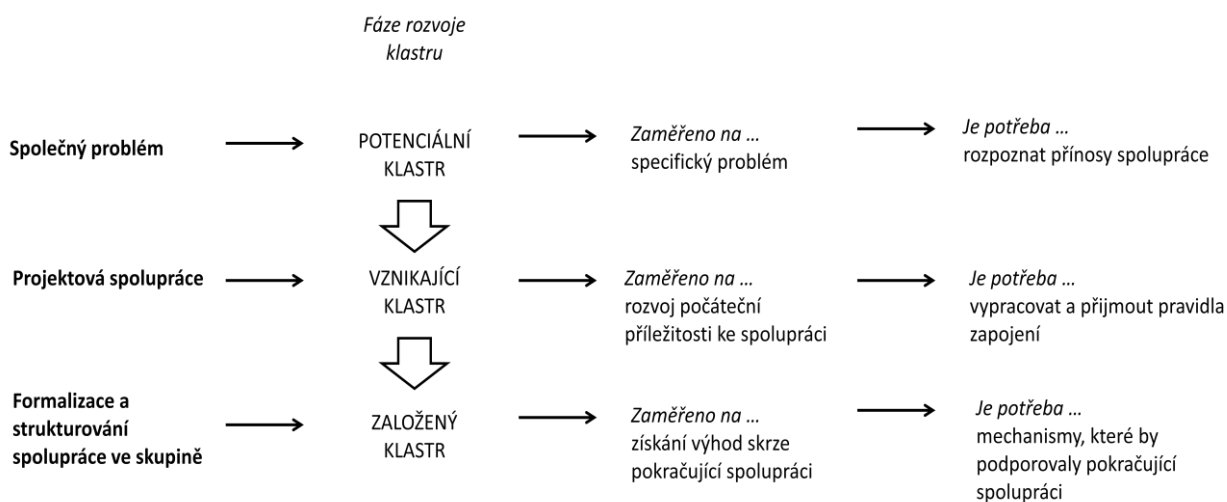 Fáze rozvoje
klastru
Společný problém
POTENCIÁLNÍ
KLASTR
Zaměřeno na ...
specifický problém
Je potřeba ...
rozpoznat přínosy spolupráce
Projektová spolupráce
VZNIKAJÍCÍ
KLASTR
Zaměřeno na ...
rozvoj počáteční
příležitosti ke spolupráci
Je potřeba ...
vypracovat a přijmout pravidla
zapojení
Formalizace a
strukturování
spolupráce ve skupině
ZALOŽENÝ
KLASTR
Zaměřeno na ...
získání výhod skrze
pokračující spolupráci
Je potřeba ...
mechanismy, které by
podporovaly pokračující
spolupráci